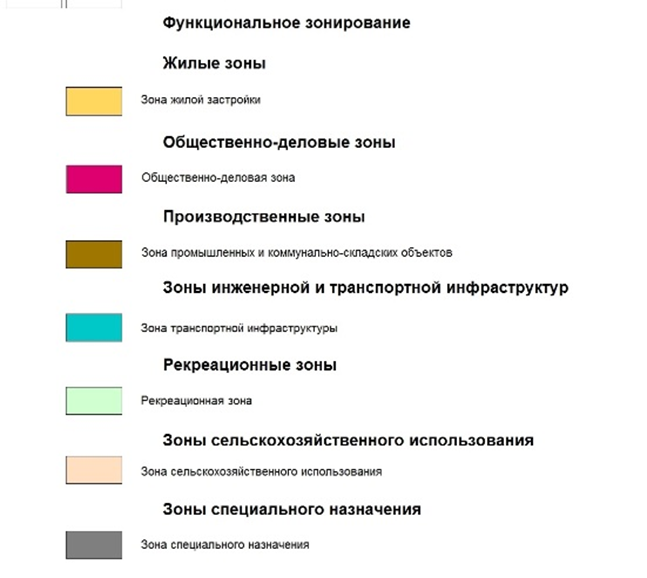 Функциональное зонирование
Жилые зоны
Зона жилой застройки
Общественно-деловые зоны
Общественно-деловая зона
Производственные зоны
Зона промышленных и коммунально-складских объектов
Зоны инженерной и транспортной инфраструктур
Зона транспортной инфраструктуры
Рекреационные зоны
Рекреационная зона
Зоны сельскохозяйственного использования
Зона сельскохозяйственного использования
Зоны специального назначения
Зона специального назначения